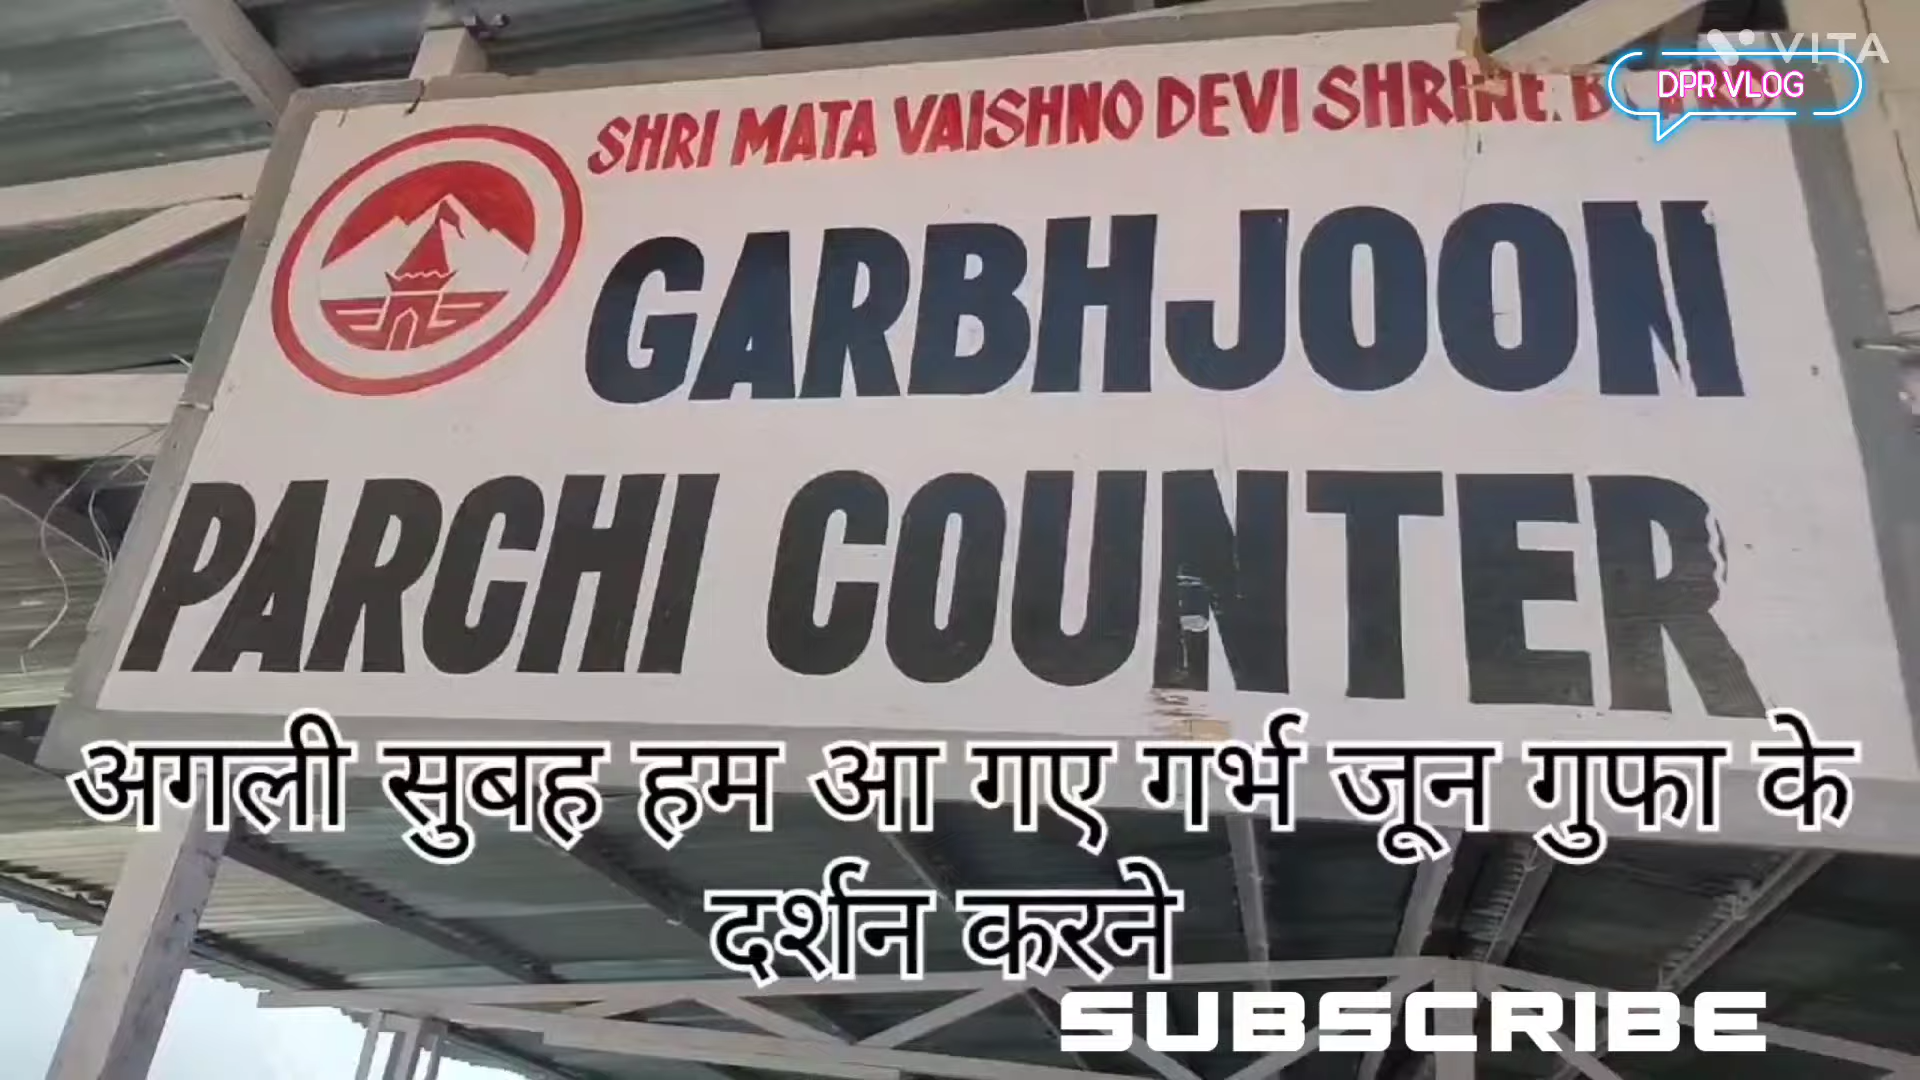 VITA
DPR VLOG
SHRI MATA VAISHNO DEVI SHRINE
GARBHJOON
PARCHI COUNTER
अगली सुबह हम आ गए गर्भ जून गुफा के
दर्शन करने
SUBSCRIBE